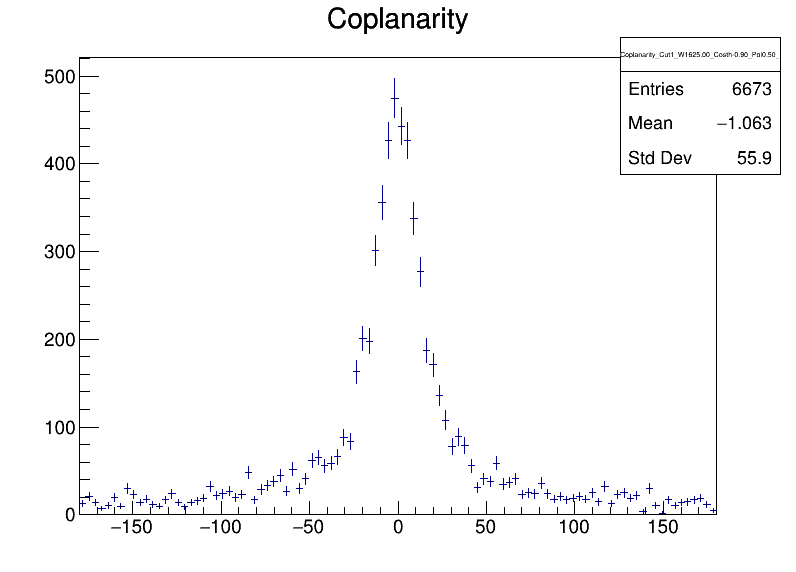 Coplanarity
Coplanarity_Cut1_W1625.00_Costh-0.90_Pol0.50_
Entries 6673
Mean −1.063
Std Dev 55.9
500
400
300
200
100
0
−150 −100 −50 0 50 100 150